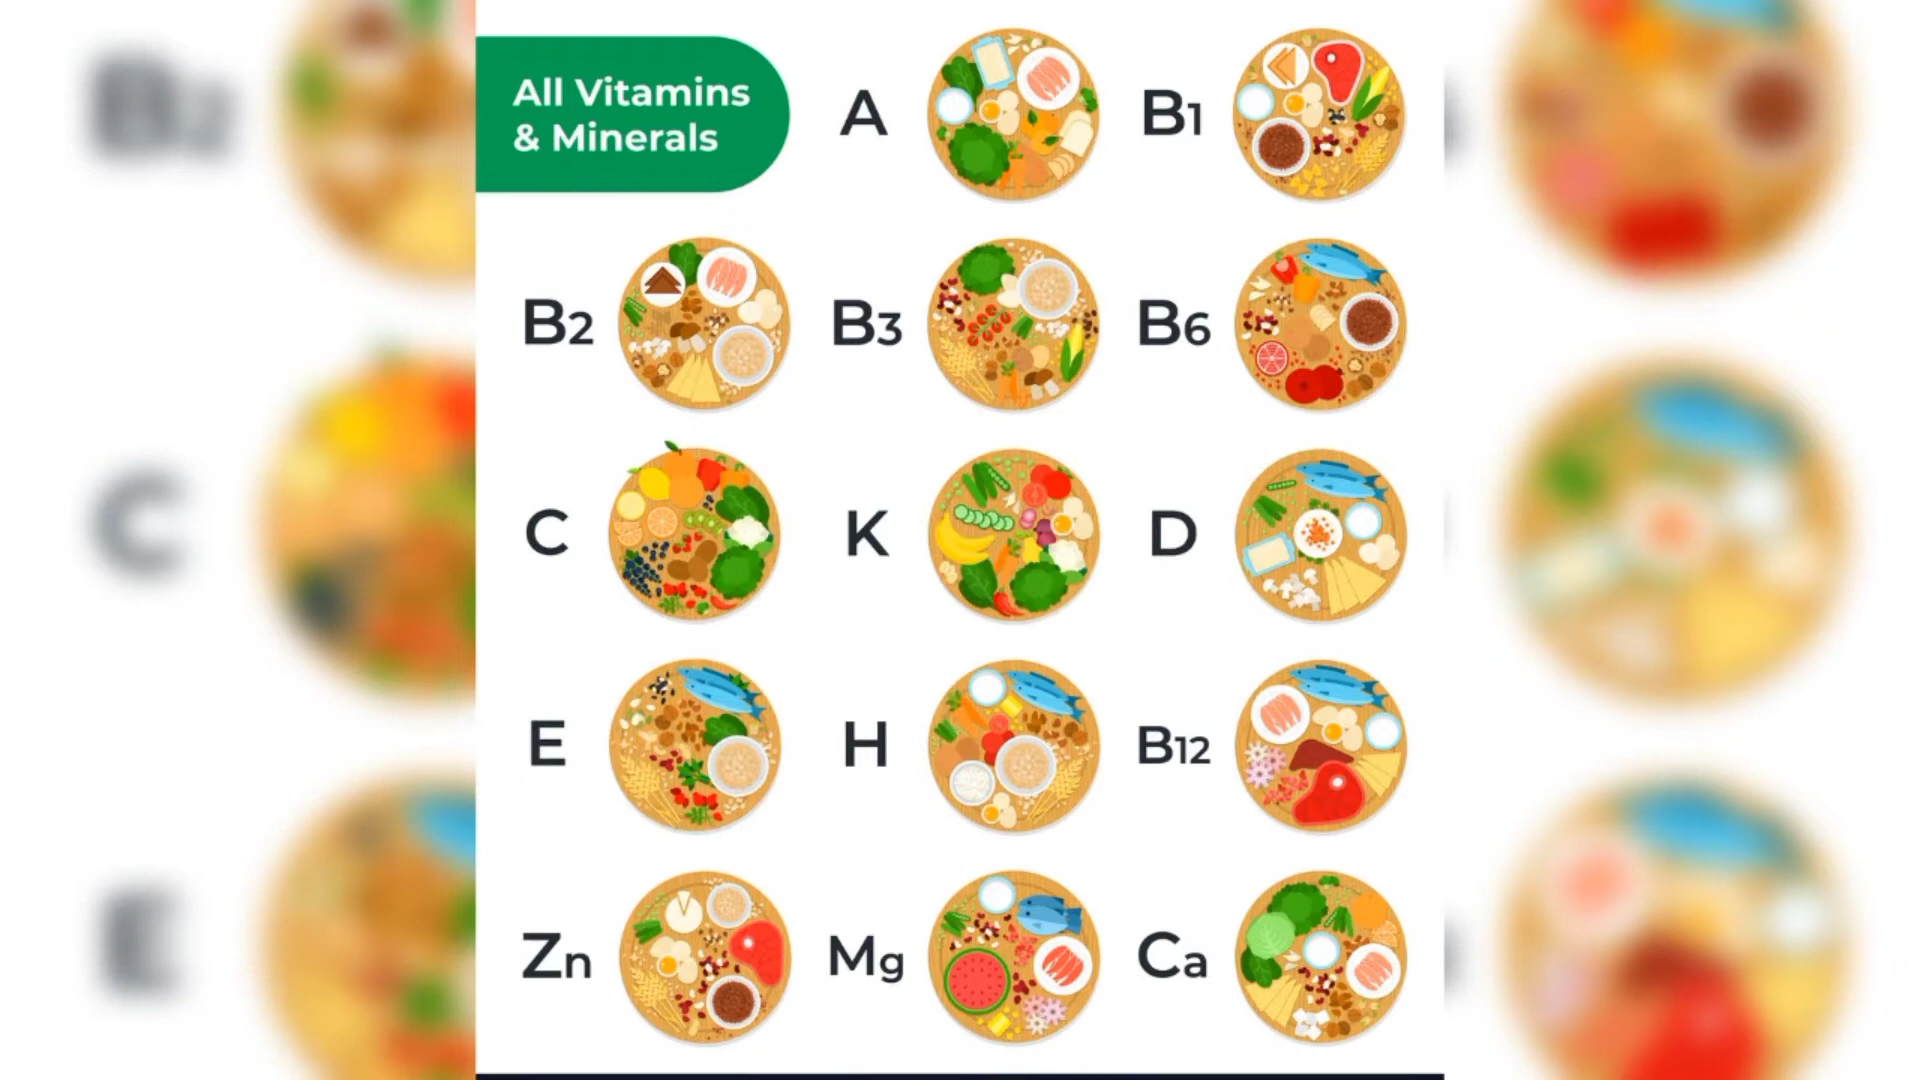 All Vitamins
& Minerals
A
B1
B2
B3
B6
C
K
D
E
H
B12
Zn
Mg
Ca